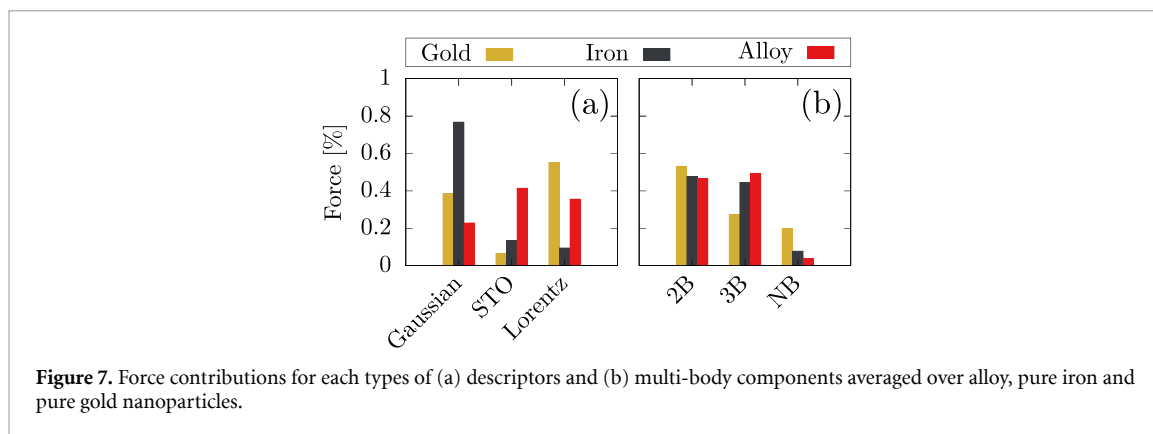 Gold Iron Alloy
(a) (b)
Force [%]
1
0.8
0.6
0.4
0.2
0
Gaussian STO Lorentz 2B 3B NB
Figure 7. Force contributions for each types of (a) descriptors and (b) multi-body components averaged over alloy, pure iron and
pure gold nanoparticles.